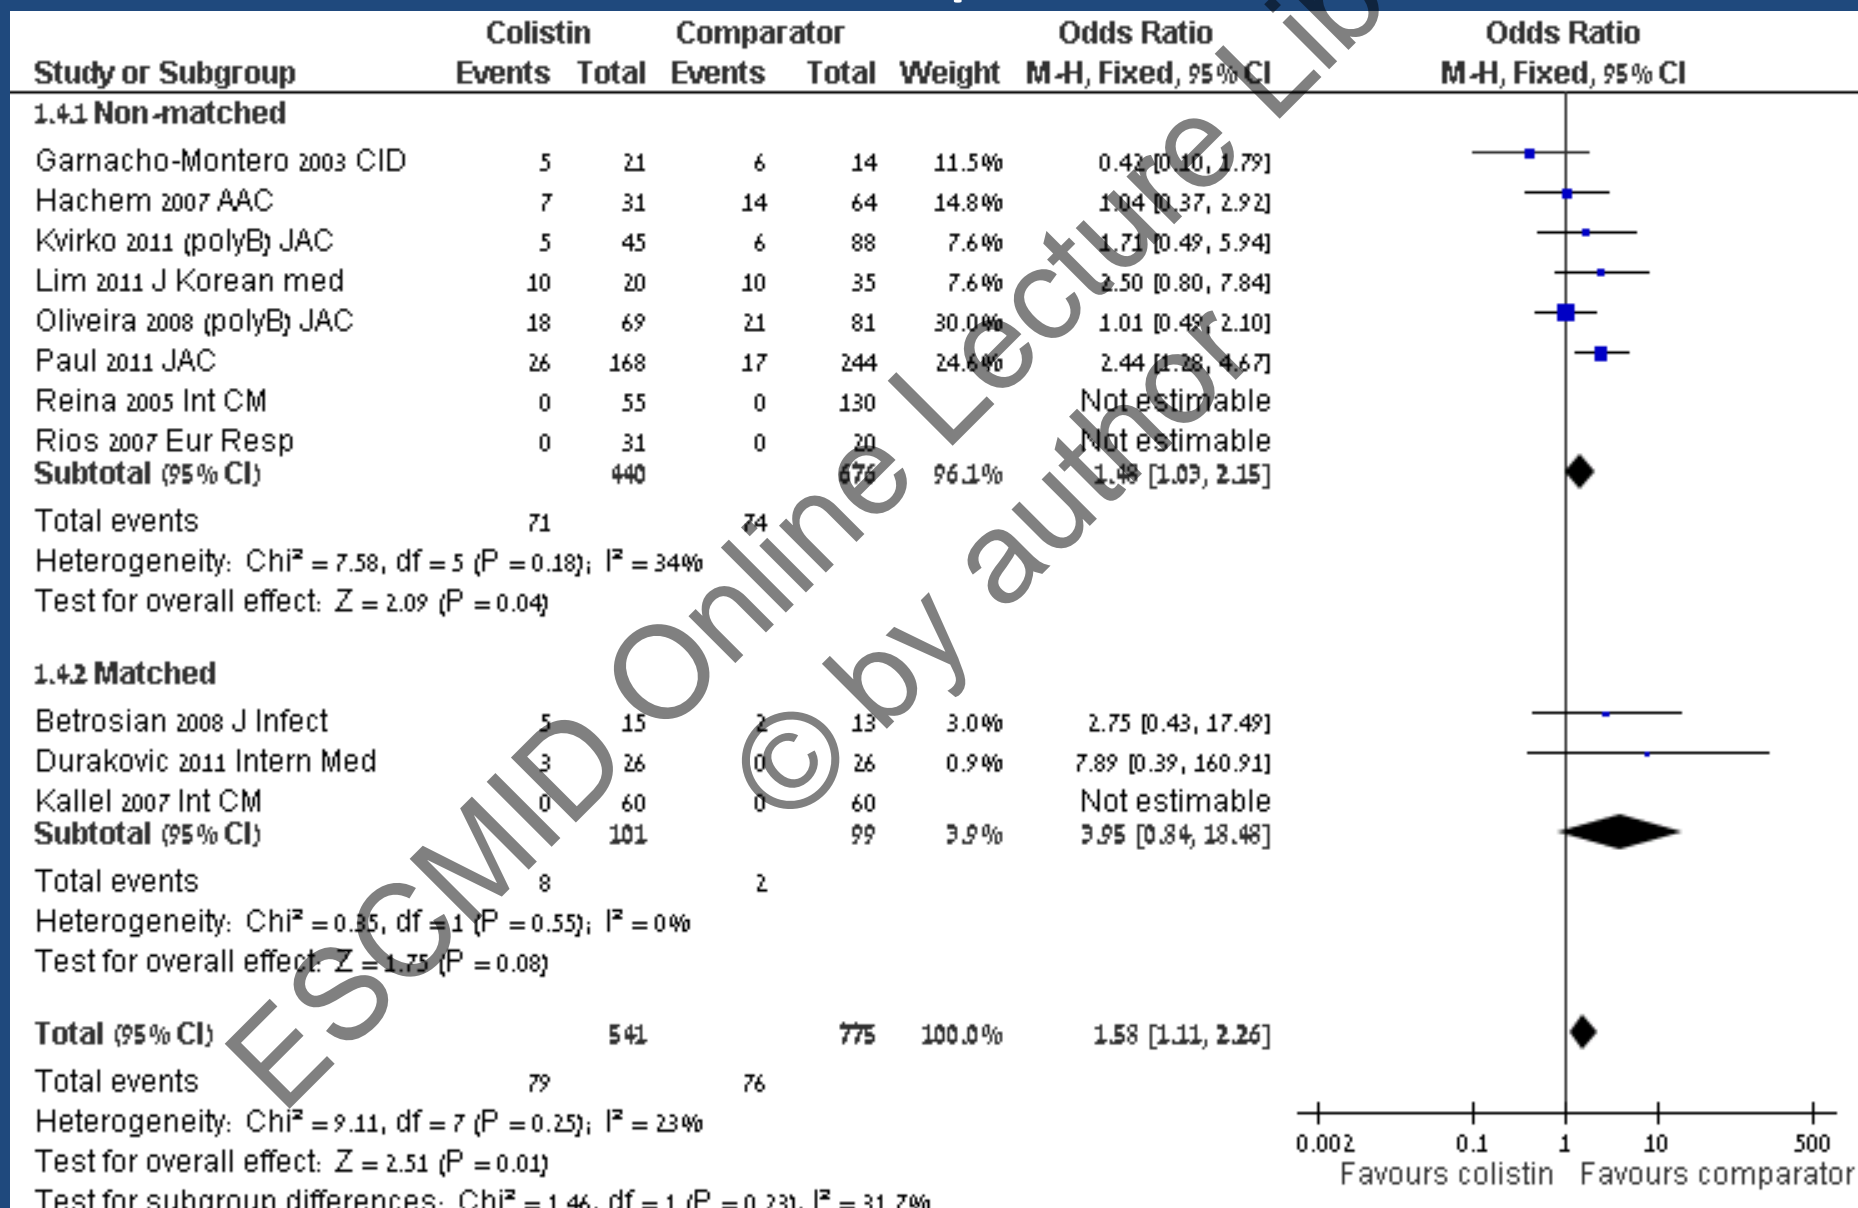 Colistin Comparator Odds Ratio Odds Ratio
Study or Subgroup Events Total Events Total Weight M-H, Fixed, 95% CI M-H, Fixed, 95% CI
1.4.1 Non-matched
Garnacho-Montero 2003 CID 5 21 6 14 11.5% 0.42 [0.10, 1.79]
Hachem 2007 AAC 7 31 14 64 14.8% 1.04 [0.37, 2.92]
Kvirko 2011 (polyB) JAC 5 45 6 88 7.6% 1.71 [0.49, 5.94]
Lim 2011 J Korean med 10 20 10 35 7.6% 2.50 [0.80, 7.84]
Oliveira 2008 (polyB) JAC 18 69 21 81 30.0% 1.01 [0.49, 2.10]
Paul 2011 JAC 26 168 17 244 24.6% 2.44 [1.28, 4.67]
Reina 2005 Int CM 0 55 0 130 Not estimable
Rios 2007 Eur Resp 0 31 0 20 Not estimable
Subtotal (95% CI) 440 676 96.1% 1.48 [1.03, 2.15]
Total events 71 74
Heterogeneity: Chi² = 7.58, df = 5 (P = 0.18); I² = 34%
Test for overall effect: Z = 2.09 (P = 0.04)
1.4.2 Matched
Betrosian 2008 J Infect 5 15 2 13 3.0% 2.75 [0.43, 17.49]
Durakovic 2011 Intern Med 3 26 0 26 0.9% 7.89 [0.39, 160.91]
Kallel 2007 Int CM 0 60 0 60 Not estimable
Subtotal (95% CI) 101 99 3.9% 3.95 [0.84, 18.48]
Total events 8 2
Heterogeneity: Chi² = 0.35, df = 1 (P = 0.55); I² = 0%
Test for overall effect: Z = 1.75 (P = 0.08)
Total (95% CI) 541 775 100.0% 1.58 [1.11, 2.26]
Total events 79 76
Heterogeneity: Chi² = 9.11, df = 7 (P = 0.25); I² = 23%
Test for overall effect: Z = 2.51 (P = 0.01)
Test for subgroup differences: Chi² = 1.46, df = 1 (P = 0.23), I² = 31.7%
0.002 0.1 1 10 500
Favours colistin Favours comparator
ESCMID Online Lecture Lib
© by author